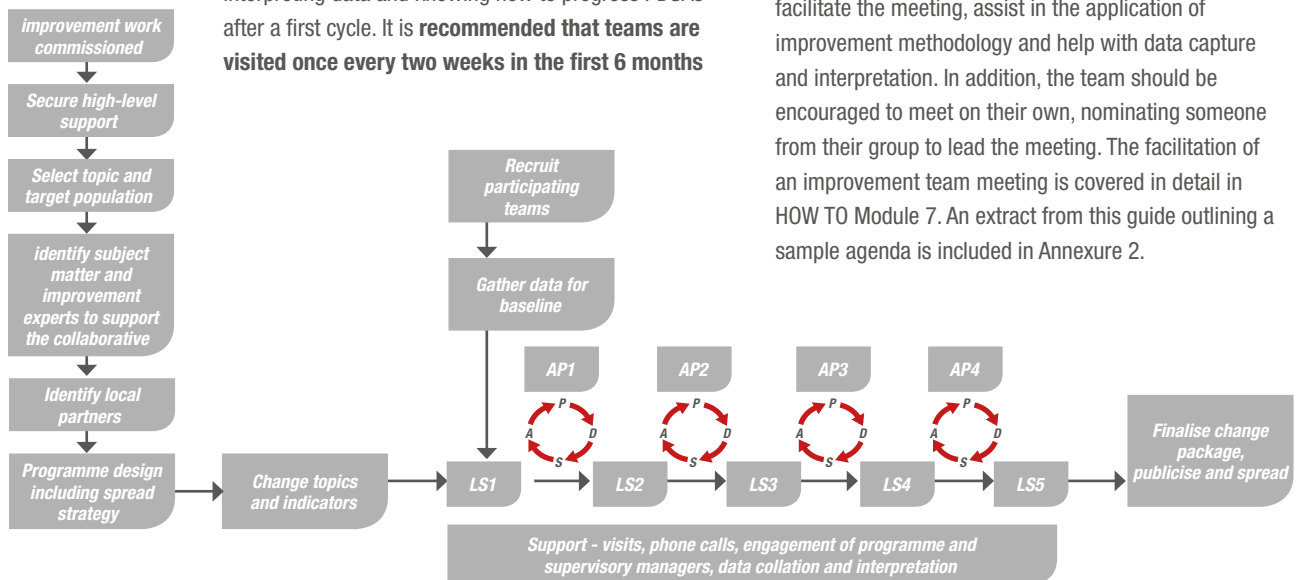 interpreting data and knowing how to progress PDSAs
after a first cycle. It is recommended that teams are
visited once every two weeks in the first 6 months
facilitate the meeting, assist in the application of
improvement methodology and help with data capture
and interpretation. In addition, the team should be
encouraged to meet on their own, nominating someone
from their group to lead the meeting. The facilitation of
an improvement team meeting is covered in detail in
HOW TO Module 7. An extract from this guide outlining a
sample agenda is included in Annexure 2.
improvement work
commissioned
Secure high-level
support
Select topic and
target population
identify subject
matter and
improvement
experts to support
the collaborative
Identify local
partners
Programme design
including spread
strategy
Change topics
and indicators
Recruit
participating
teams
Gather data for
baseline
LS1
AP1
P
A
D
S
LS2
AP2
P
A
D
S
LS3
AP3
P
A
D
S
LS4
AP4
P
A
D
S
LS5
Finalise change
package,
publicise and spread
Support - visits, phone calls, engagement of programme and
supervisory managers, data collation and interpretation